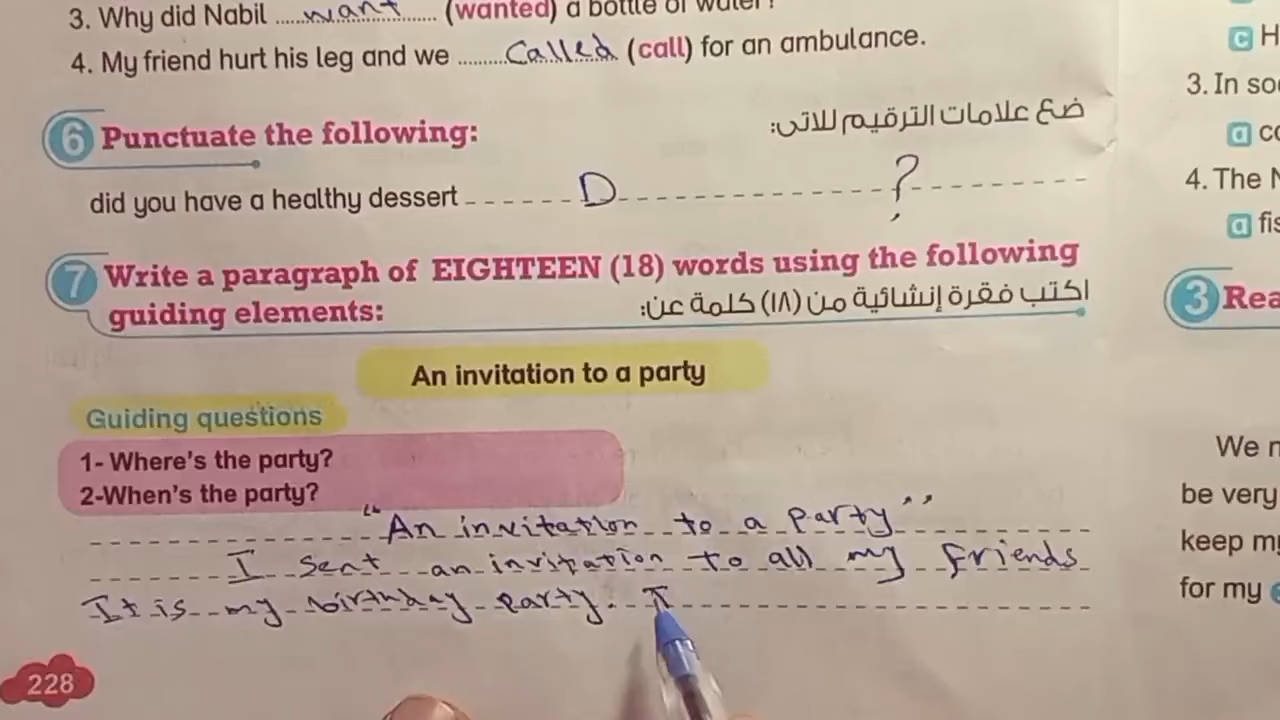 3. Why did Nabil want (wanted) a bottle of water?
4. My friend hurt his leg and we Called (call) for an ambulance.
6 Punctuate the following: ضع علامات الترقيم للاتى:
did you have a healthy dessert D ?
7 Write a paragraph of EIGHTEEN (18) words using the following
guiding elements: اكتب فقرة إنشائية من (١٨) كلمة عن:
An invitation to a party
Guiding questions
1- Where's the party?
2-When's the party?
"An invitation to a party"
I sent an invitation to all my friends
It is my birthday party. I
228
c H
3. In
a
4. The
a
3
We
be very
keep
for my